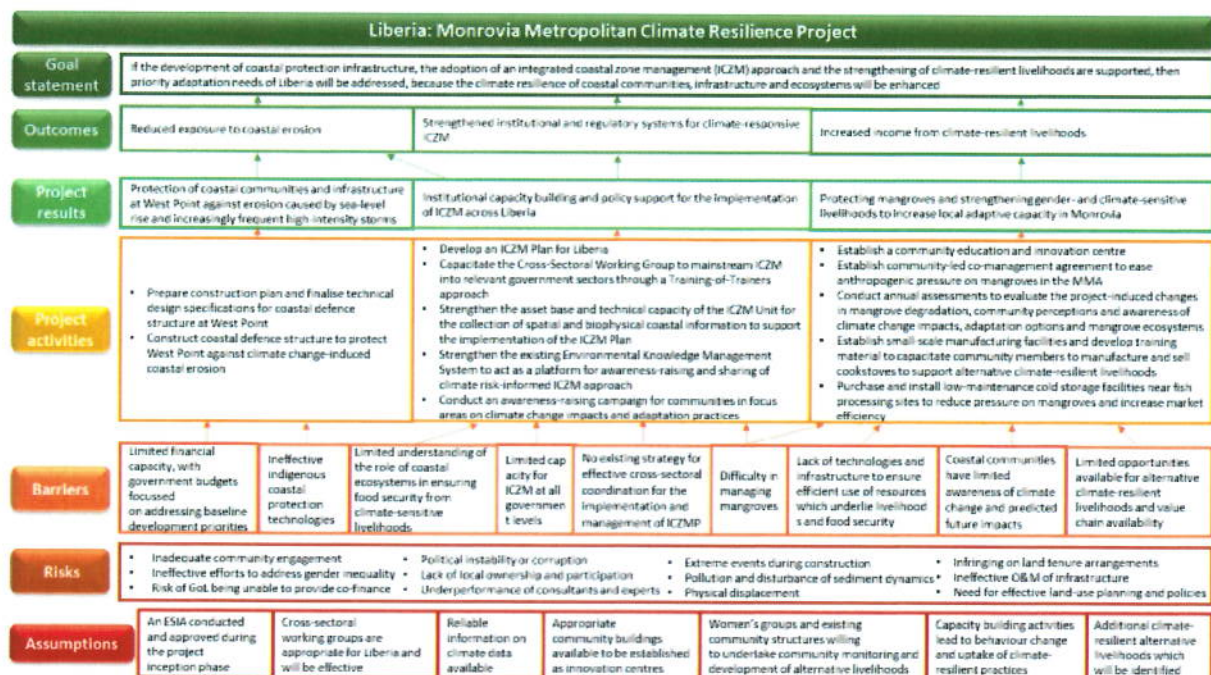 Liberia: Monrovia Metropolitan Climate Resilience Project
Goal
statement
If the development of coastal protection infrastructure, the adoption of an integrated coastal zone management (ICZM) approach and the strengthening of climate-resilient livelihoods are supported, then
priority adaptation needs of Liberia will be addressed, because the climate resilience of coastal communities, infrastructure and ecosystems will be enhanced
Outcomes
Reduced exposure to coastal erosion
Strengthened institutional and regulatory systems for climate-responsive
ICZM
Increased income from climate-resilient livelihoods
Project
results
Protection of coastal communities and infrastructure
at West Point against erosion caused by sea-level
rise and increasingly frequent high-intensity storms
Institutional capacity building and policy support for the implementation
of ICZM across Liberia
Protecting mangroves and strengthening gender- and climate-sensitive
livelihoods to increase local adaptive capacity in Monrovia
Project
activities
• Prepare construction plan and finalise technical
design specifications for coastal defence
structure at West Point
• Construct coastal defence structure to protect
West Point against climate change-induced
coastal erosion
• Develop an ICZM Plan for Liberia
• Capacitate the Cross-Sectoral Working Group to mainstream ICZM
into relevant government sectors through a Training-of-Trainers
approach
• Strengthen the asset base and technical capacity of the ICZM Unit for
the collection of spatial and biophysical coastal information to support
the implementation of the ICZM Plan
• Strengthen the existing Environmental Knowledge Management
System to act as a platform for awareness-raising and sharing of
climate risk-informed ICZM approach
• Conduct an awareness-raising campaign for communities in focus
areas on climate change impacts and adaptation practices
• Establish a community education and innovation centre
• Establish community-led co-management agreement to ease
anthropogenic pressure on mangroves in the MMA
• Conduct annual assessments to evaluate the project-induced changes
in mangrove degradation, community perceptions and awareness of
climate change impacts, adaptation options and mangrove ecosystems
• Establish small-scale manufacturing facilities and develop training
material to capacitate community members to manufacture and sell
cookstoves to support alternative climate-resilient livelihoods
• Purchase and install low-maintenance cold storage facilities near fish
processing sites to reduce pressure on mangroves and increase market
efficiency
Barriers
Limited financial
capacity, with
government budgets
focussed
on addressing baseline
development priorities
Ineffective
indigenous
coastal
protection
technologies
Limited understanding of
the role of coastal
ecosystems in ensuring
food security from
climate-sensitive
livelihoods
Limited cap
acity for
ICZM at all
governmen
t levels
No existing strategy for
effective cross-sectoral
coordination for the
implementation and
management of ICZMP
Difficulty in
managing
mangroves
Lack of technologies and
infrastructure to ensure
efficient use of resources
which underlie livelihood
s and food security
Coastal communities
have limited
awareness of climate
change and predicted
future impacts
Limited opportunities
available for alternative
climate-resilient
livelihoods and value
chain availability
Risks
• Inadequate community engagement
• Ineffective efforts to address gender inequality
• Risk of GoL being unable to provide co-finance
• Political instability or corruption
• Lack of local ownership and participation
• Underperformance of consultants and experts
• Extreme events during construction
• Pollution and disturbance of sediment dynamics
• Physical displacement
• Infringing on land tenure arrangements
• Ineffective O&M of infrastructure
• Need for effective land-use planning and policies
Assumptions
An ESIA conducted
and approved during
the project
inception phase
Cross-sectoral
working groups are
appropriate for Liberia and
will be effective
Reliable
information on
climate data
available
Appropriate
community buildings
available to be established
as innovation centres
Women's groups and existing
community structures willing
to undertake community monitoring and
development of alternative livelihoods
Capacity building activities
lead to behaviour change
and uptake of climate-
resilient practices
Additional climate-
resilient alternative
livelihoods which
will be identified